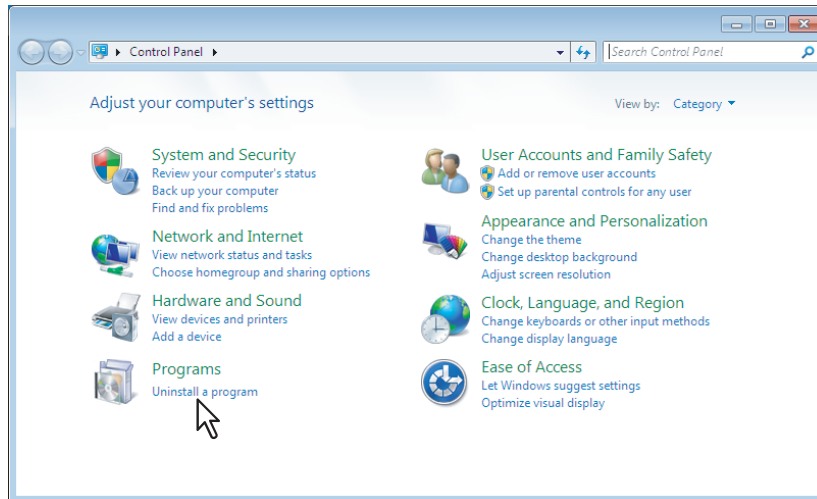 Control Panel
Search Control Panel
Adjust your computer's settings
View by: Category
System and Security
Review your computer's status
Back up your computer
Find and fix problems
Network and Internet
View network status and tasks
Choose homegroup and sharing options
Hardware and Sound
View devices and printers
Add a device
Programs
Uninstall a program
User Accounts and Family Safety
Add or remove user accounts
Set up parental controls for any user
Appearance and Personalization
Change the theme
Change desktop background
Adjust screen resolution
Clock, Language, and Region
Change keyboards or other input methods
Change display language
Ease of Access
Let Windows suggest settings
Optimize visual display